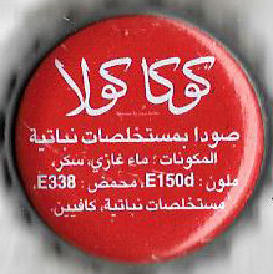 كوكا كولا
صودا بمستخلصات نباتية
المكونات : ماء غازي، سكر،
ملون : E150d، محمض : E338،
مستخلصات نباتية، كافيين